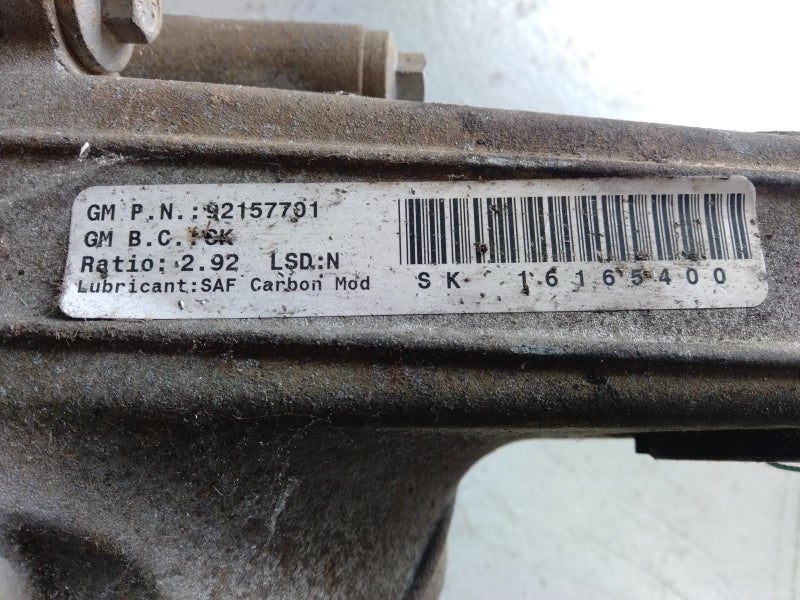 GM P.N.:92157701
GM B.C.:CK
Ratio: 2.92 LSD:N
Lubricant:SAF Carbon Mod
SK 16165400